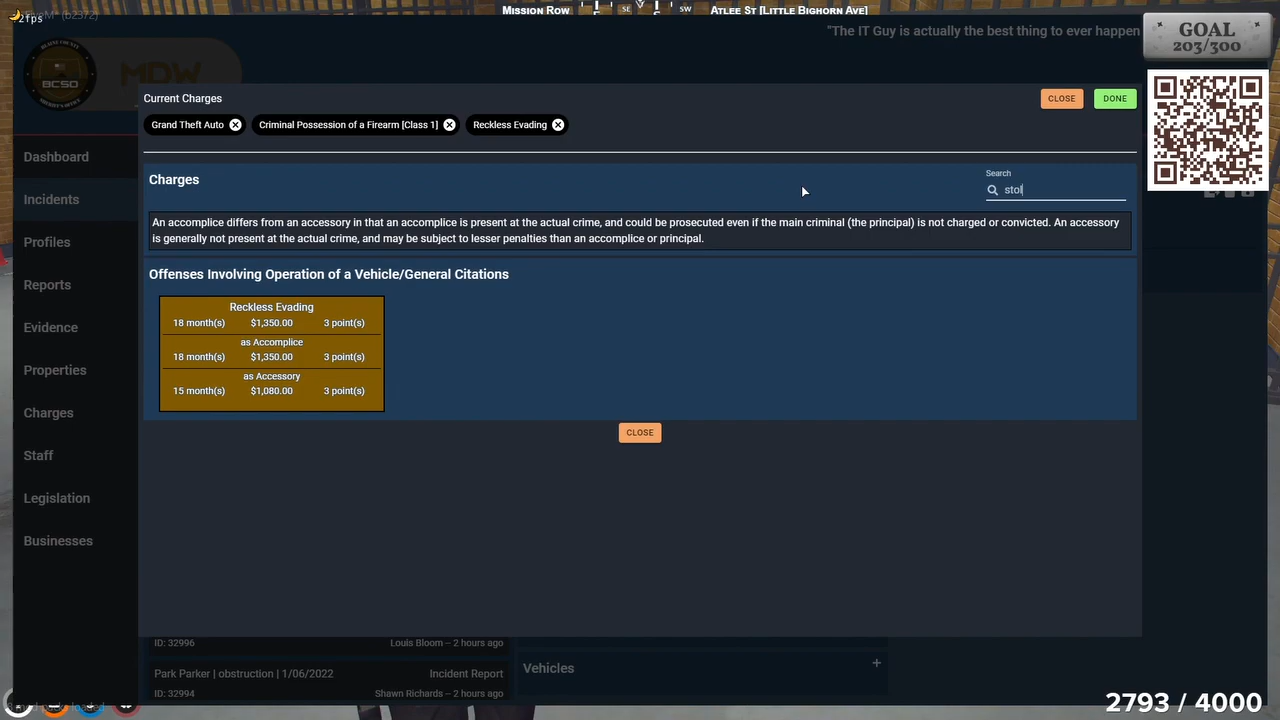 Mission Row
SE
SW
Atlee St [Little Bighorn Ave]
"The IT Guy is actually the best thing to ever happen
GOAL
203/300
BLAINE COUNTY
BCSO
SHERIFF'S OFFICE
MDW
Current Charges
CLOSE
DONE
Grand Theft Auto
Criminal Possession of a Firearm [Class 1]
Reckless Evading
Dashboard
Incidents
Profiles
Reports
Evidence
Properties
Charges
Staff
Legislation
Businesses
Charges
Search
stol
An accomplice differs from an accessory in that an accomplice is present at the actual crime, and could be prosecuted even if the main criminal (the principal) is not charged or convicted. An accessory
is generally not present at the actual crime, and may be subject to lesser penalties than an accomplice or principal.
Offenses Involving Operation of a Vehicle/General Citations
Reckless Evading
18 month(s) $1,350.00 3 point(s)
as Accomplice
18 month(s) $1,350.00 3 point(s)
as Accessory
15 month(s) $1,080.00 3 point(s)
CLOSE
ID: 32996 Louis Bloom – 2 hours ago
Park Parker | obstruction | 1/06/2022 Incident Report
ID: 32994 Shawn Richards – 2 hours ago
Vehicles +
2793 / 4000